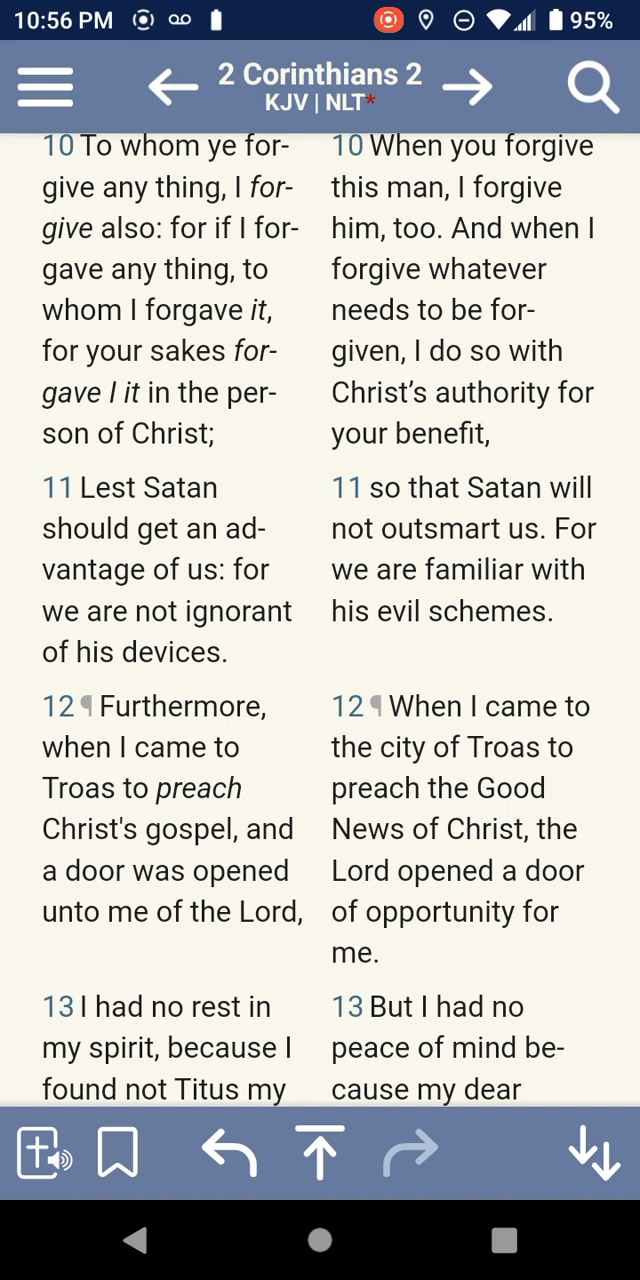 10:56 PM 95%
2 Corinthians 2
KJV | NLT*
10 To whom ye for-
give any thing, I for-
give also: for if I for-
gave any thing, to
whom I forgave it,
for your sakes for-
gave I it in the per-
son of Christ;
11 Lest Satan
should get an ad-
vantage of us: for
we are not ignorant
of his devices.
12 ¶ Furthermore,
when I came to
Troas to preach
Christ's gospel, and
a door was opened
unto me of the Lord,
13 I had no rest in
my spirit, because I
found not Titus my
10 When you forgive
this man, I forgive
him, too. And when I
forgive whatever
needs to be for-
given, I do so with
Christ’s authority for
your benefit,
11 so that Satan will
not outsmart us. For
we are familiar with
his evil schemes.
12 ¶ When I came to
the city of Troas to
preach the Good
News of Christ, the
Lord opened a door
of opportunity for
me.
13 But I had no
peace of mind be-
cause my dear